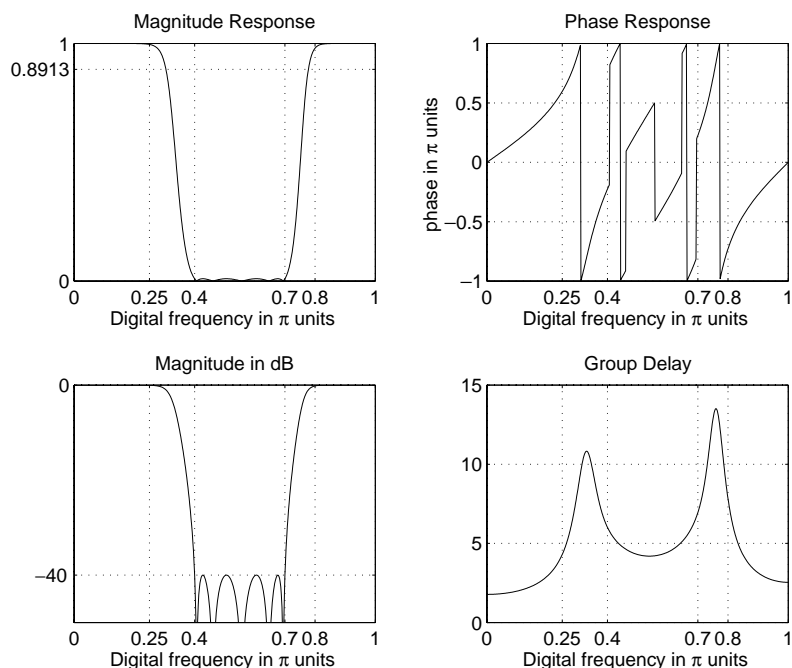 Magnitude Response
1
0.8913
0
0 0.25 0.4 0.7 0.8 1
Digital frequency in π units
Phase Response
phase in π units
1
0.5
0
−0.5
−1
0 0.25 0.4 0.7 0.8 1
Digital frequency in π units
Magnitude in dB
0
−40
0 0.25 0.4 0.7 0.8 1
Digital frequency in π units
Group Delay
15
10
5
0
0 0.25 0.4 0.7 0.8 1
Digital frequency in π units